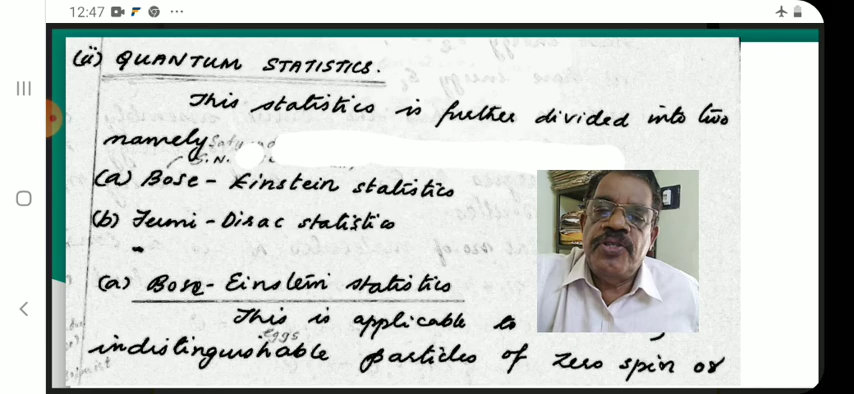 12:47
(ii) QUANTUM STATISTICS.
This statistics is further divided into two
namely
S.N.
(a) Bose - Einstein statistics
(b) Fermi - Dirac statistics
(a) Bose - Einstein statistics
This is applicable to
eggs
indistinguishable particles of zero spin or